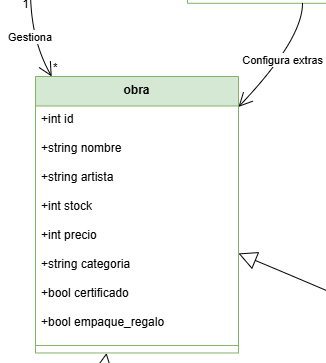 1
Gestiona
*
Configura extras
obra
+int id
+string nombre
+string artista
+int stock
+int precio
+string categoria
+bool certificado
+bool empaque_regalo